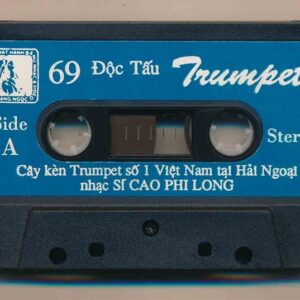 69 Độc Tấu Trumpet
Side
A
Ster
Cây kèn Trumpet số 1 Việt Nam tại Hải Ngoại
nhạc Sĩ CAO PHI LONG